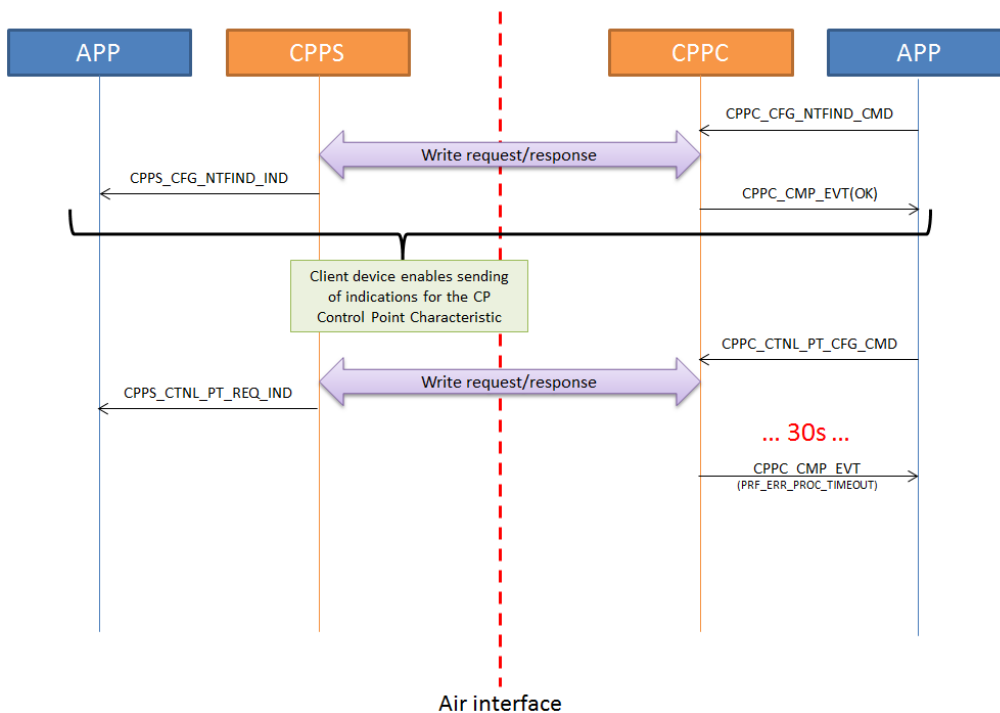 APP
CPPS
CPPC
APP
CPPC_CFG_NTFIND_CMD
Write request/response
CPPS_CFG_NTFIND_IND
CPPC_CMP_EVT(OK)
Client device enables sending
of indications for the CP
Control Point Characteristic
CPPC_CTNL_PT_CFG_CMD
Write request/response
CPPS_CTNL_PT_REQ_IND
... 30s ...
CPPC_CMP_EVT
(PRF_ERR_PROC_TIMEOUT)
Air interface